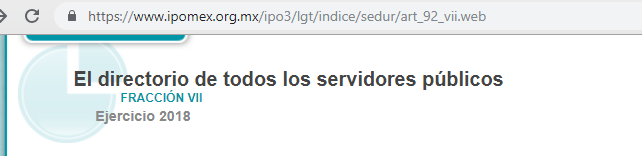 https://www.ipomex.org.mx/ipo3/lgt/indice/sedur/art_92_vii.web
El directorio de todos los servidores públicos
FRACCIÓN VII
Ejercicio 2018